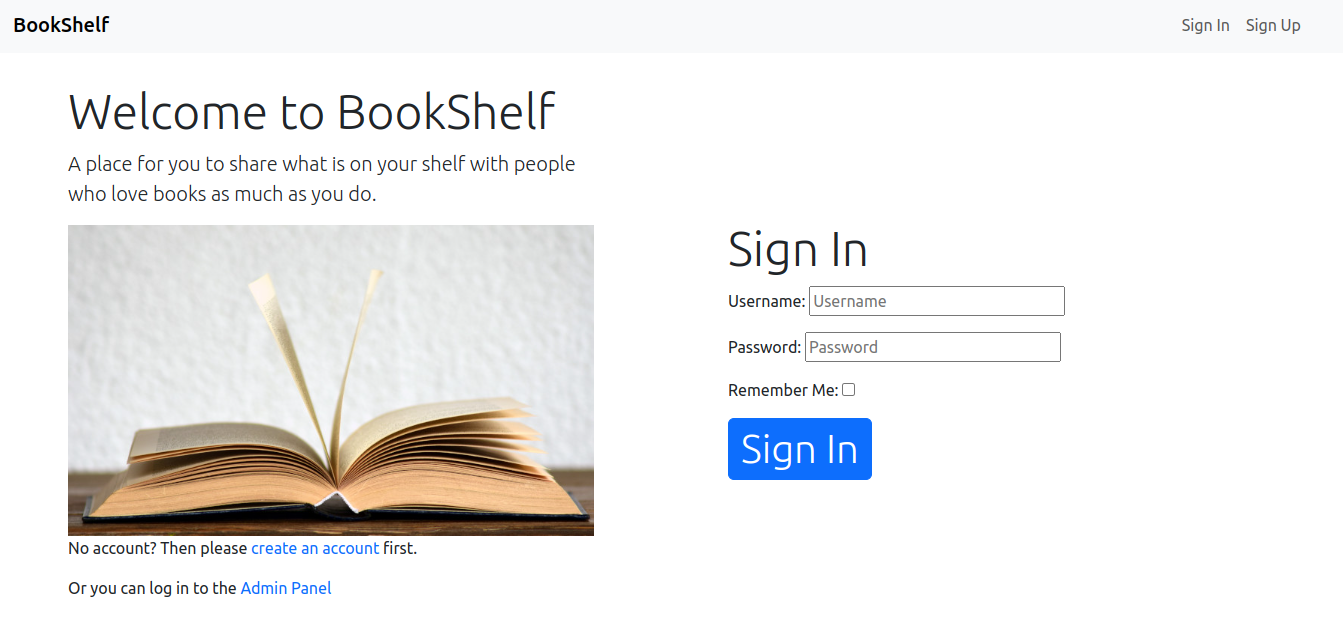 BookShelf
Sign In
Sign Up
Welcome to BookShelf
A place for you to share what is on your shelf with people
who love books as much as you do.
Sign In
Username: Username
Password: Password
Remember Me:
Sign In
No account? Then please create an account first.
Or you can log in to the Admin Panel